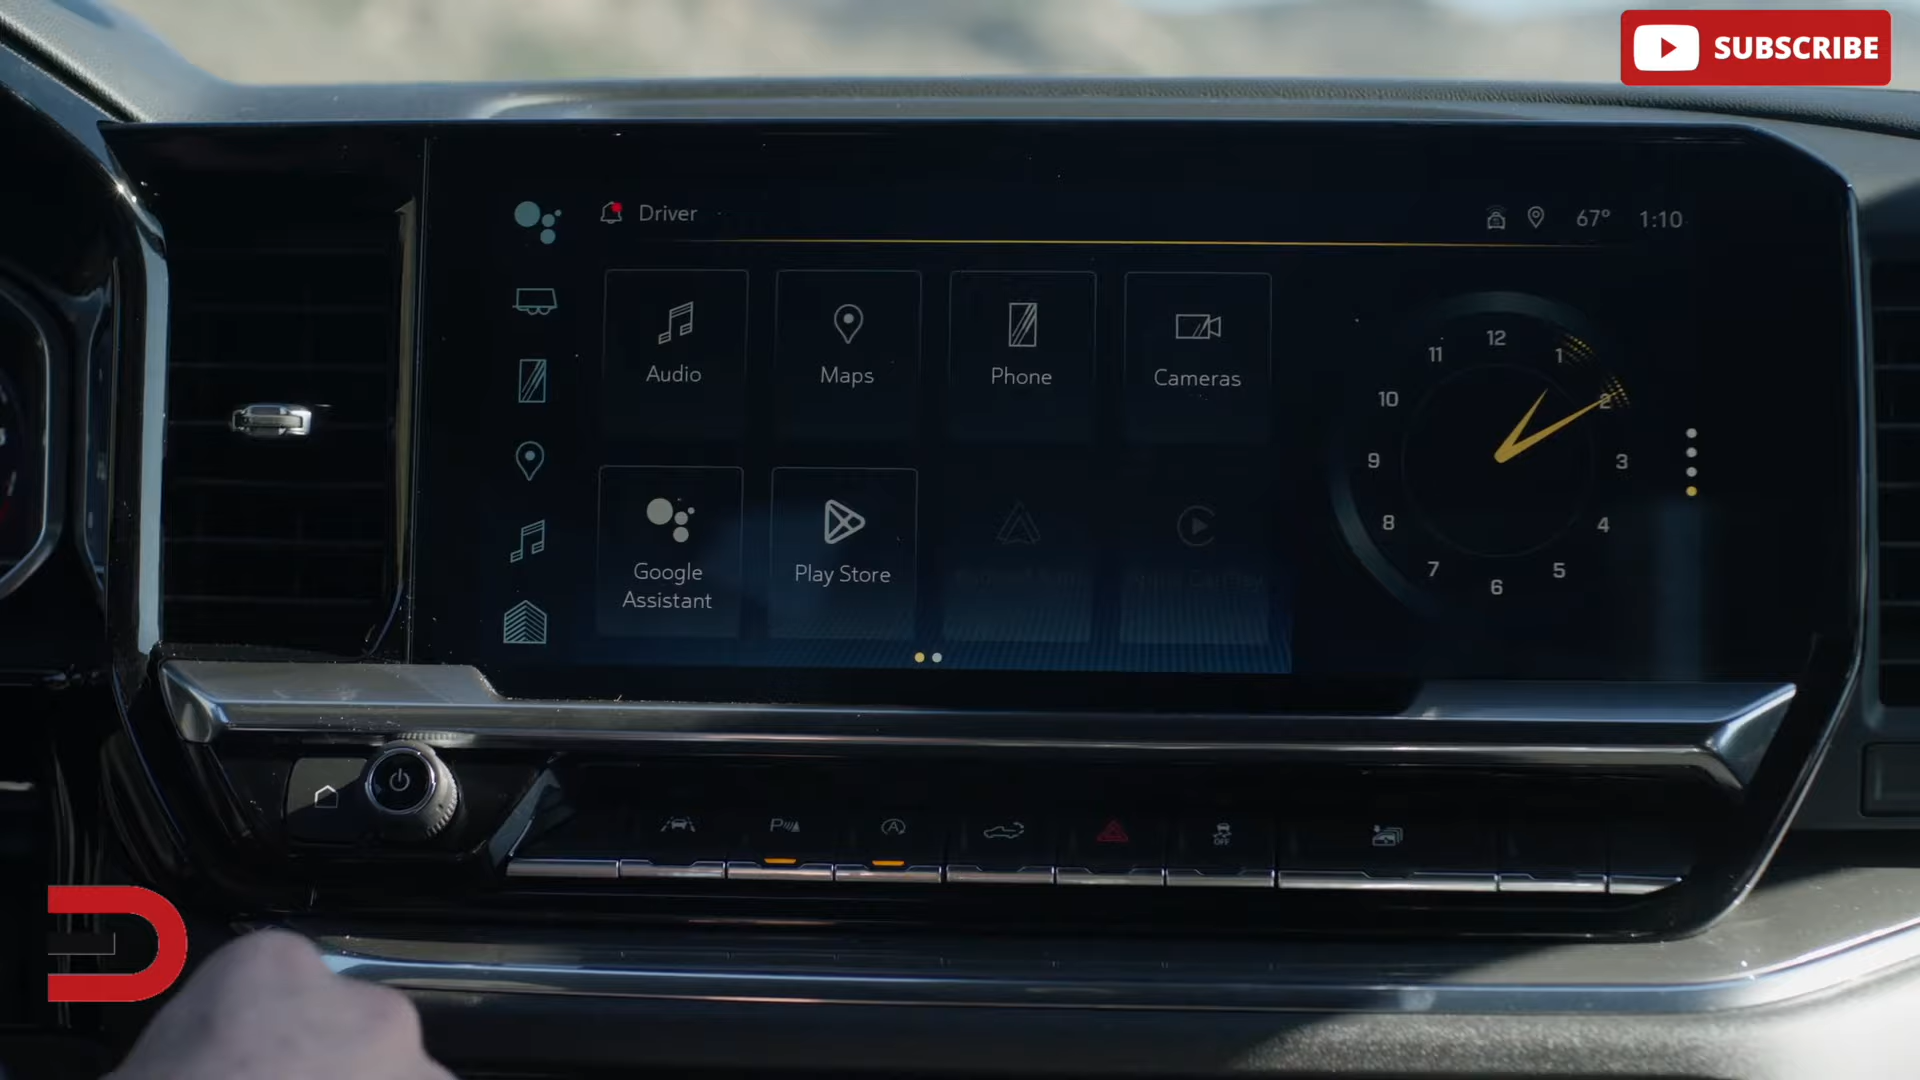 SUBSCRIBE
Driver
67° 1:10
Audio
Maps
Phone
Cameras
Google
Assistant
Play Store
12
1
2
3
4
5
6
7
8
9
10
11
P
A
OFF